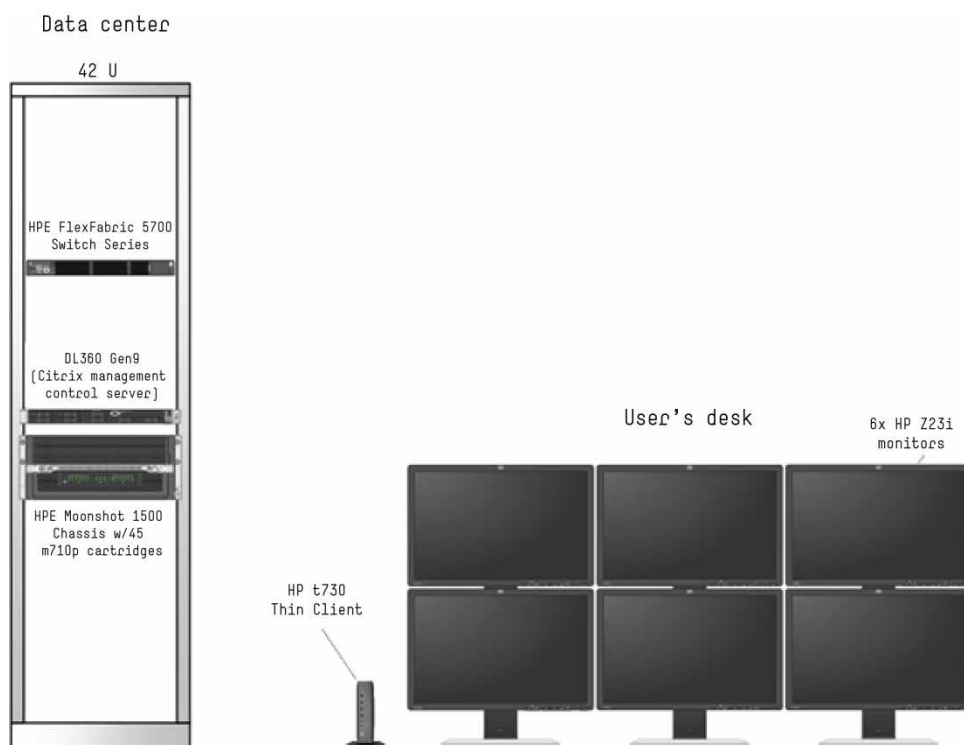 Data center
42 U
HPE FlexFabric 5700
Switch Series
DL360 Gen9
(Citrix management
control server)
HPE Moonshot 1500
Chassis w/45
m710p cartridges
HP t730
Thin Client
User's desk
6x HP Z23i
monitors